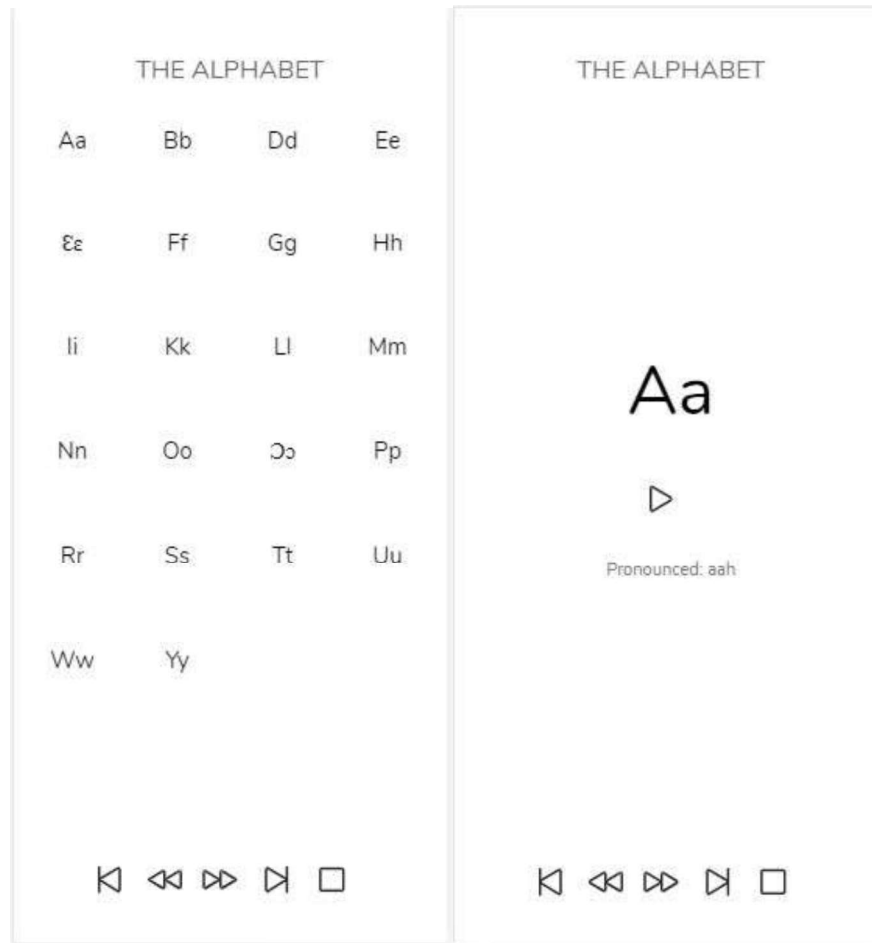 THE ALPHABET
Aa Bb Dd Ee
Ɛɛ Ff Gg Hh
Ii Kk Ll Mm
Nn Oo Ɔɔ Pp
Rr Ss Tt Uu
Ww Yy
THE ALPHABET
Aa
Pronounced: aah